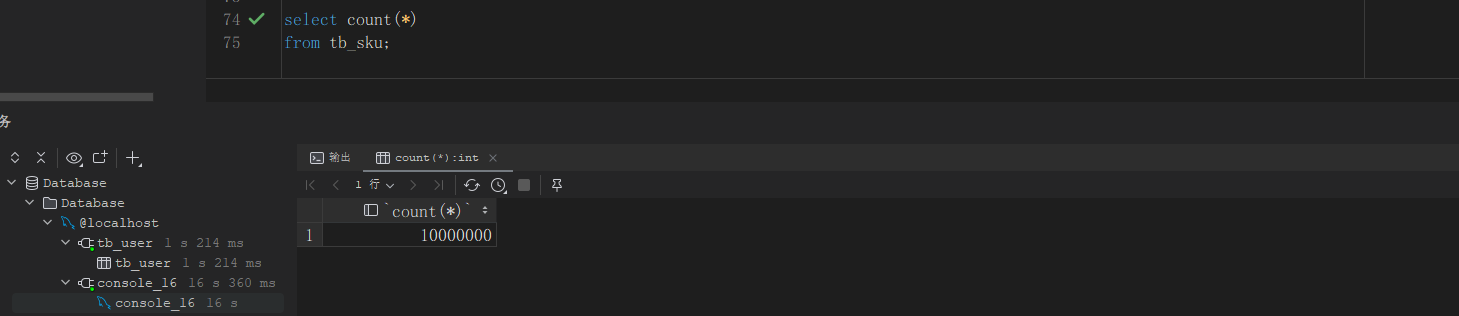 74 select count(*)
75 from tb_sku;
务
输出 count(*):int
1 行
Database
Database
@localhost
tb_user 1 s 214 ms
tb_user 1 s 214 ms
console_16 16 s 360 ms
console_16 16 s
`count(*)`
1 10000000